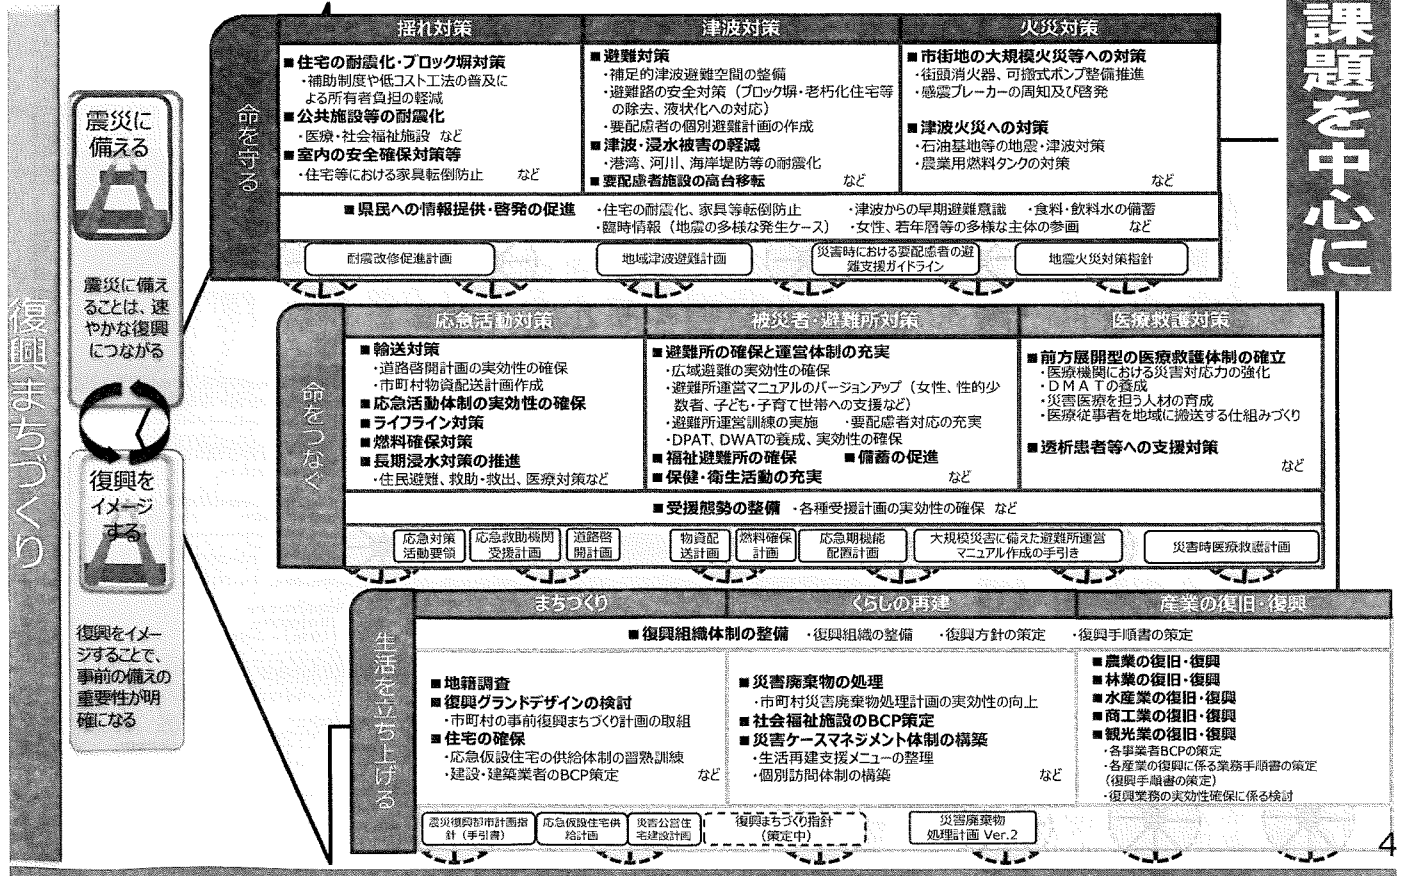 課題を中心に
復興まちづくり
震災に
備える
震災に備え
ることは、速
やかな復興
につながる
復興を
イメージ
する
復興をイメー
ジすることで、
事前の備えの
重要性が明
確になる
命を守る
揺れ対策
■住宅の耐震化・ブロック塀対策
・補助制度や低コスト工法の普及に
よる所有者負担の軽減
■公共施設等の耐震化
・医療・社会福祉施設 など
■室内の安全確保対策等
・住宅等における家具転倒防止 など
津波対策
■避難対策
・補足的津波避難空間の整備
・避難路の安全対策（ブロック塀・老朽化住宅等
の除去、液状化への対応）
・要配慮者の個別避難計画の作成
■津波・浸水被害の軽減
・港湾、河川、海岸堤防等の耐震化
■要配慮者施設の高台移転 など
火災対策
■市街地の大規模火災等への対策
・街頭消火器、可搬式ポンプ整備推進
・感震ブレーカーの周知及び啓発
■津波火災への対策
・石油基地等の地震・津波対策
・農業用燃料タンクの対策
など
■県民への情報提供・啓発の促進 ・住宅の耐震化、家具等転倒防止 ・津波からの早期避難意識 ・食料・飲料水の備蓄
・臨時情報（地震の多様な発生ケース） ・女性、若年層等の多様な主体の参画 など
耐震改修促進計画
地域津波避難計画
災害時における要配慮者の避
難支援ガイドライン
地震火災対策指針
命をつなぐ
応急活動対策
■輸送対策
・道路啓開計画の実効性の確保
・市町村物資配送計画作成
■応急活動体制の実効性の確保
■ライフライン対策
■燃料確保対策
■長期浸水対策の推進
・住民避難、救助・救出、医療対策など
被災者・避難所対策
■避難所の確保と運営体制の充実
・広域避難の実効性の確保
・避難所運営マニュアルのバージョンアップ（女性、性的少
数者、子ども・子育て世帯への支援など）
・避難所運営訓練の実施 ・要配慮者対応の充実
・DPAT、DWATの養成、実効性の確保
■福祉避難所の確保 ■備蓄の促進
■保健・衛生活動の充実 など
医療救護対策
■前方展開型の医療救護体制の確立
・医療機関における災害対応力の強化
・ＤＭＡＴの養成
・災害医療を担う人材の育成
・医療従事者を地域に搬送する仕組みづくり
■透析患者等への支援対策
など
■受援態勢の整備 ・各種受援計画の実効性の確保 など
応急対策
活動要領
応急救助機関
受援計画
道路啓
開計画
物資配
送計画
燃料確保
計画
応急期機能
配置計画
大規模災害に備えた避難所運営
マニュアル作成の手引き
災害時医療救護計画
生活を立ち上げる
まちづくり
くらしの再建
産業の復旧・復興
■復興組織体制の整備 ・復興組織の整備 ・復興方針の策定 ・復興手順書の策定
■地籍調査
■復興グランドデザインの検討
・市町村の事前復興まちづくり計画の取組
■住宅の確保
・応急仮設住宅の供給体制の習熟訓練
・建設・建築業者のBCP策定 など
■災害廃棄物の処理
・市町村災害廃棄物処理計画の実効性の向上
■社会福祉施設のBCP策定
■災害ケースマネジメント体制の構築
・生活再建支援メニューの整理
・個別訪問体制の構築 など
■農業の復旧・復興
■林業の復旧・復興
■水産業の復旧・復興
■商工業の復旧・復興
■観光業の復旧・復興
・各事業者BCPの策定
・各産業の復興に係る業務手順書の策定
（復興手順書の策定）
・復興業務の実効性確保に係る検討
震災復興都市計画指
針（手引書）
応急仮設住宅供
給計画
災害公営住
宅建設計画
復興まちづくり指針
（策定中）
災害廃棄物
処理計画 Ver.2
4